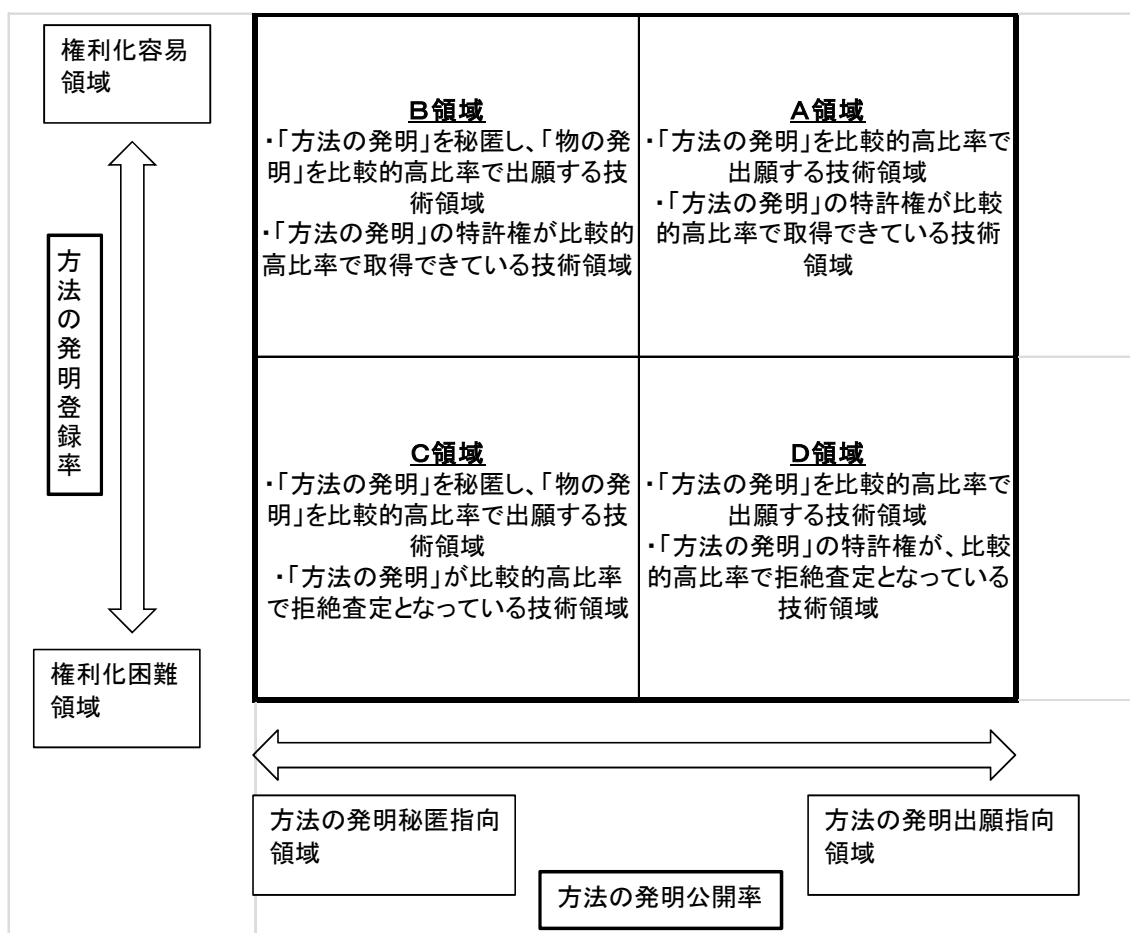 権利化容易
領域
方
法
の
発
明
登
録
率
権利化困難
領域
B領域
・「方法の発明」を秘匿し、「物の発
明」を比較的高比率で出願する技
術領域
・「方法の発明」の特許権が比較的
高比率で取得できている技術領域
A領域
・「方法の発明」を比較的高比率で
出願する技術領域
・「方法の発明」の特許権が比較
的高比率で取得できている技術
領域
C領域
・「方法の発明」を秘匿し、「物の発
明」を比較的高比率で出願する技
術領域
・「方法の発明」が比較的高比率
で拒絶査定となっている技術領域
D領域
・「方法の発明」を比較的高比率で
出願する技術領域
・「方法の発明」の特許権が、比較
的高比率で拒絶査定となっている
技術領域
方法の発明秘匿指向
領域
方法の発明出願指向
領域
方法の発明公開率